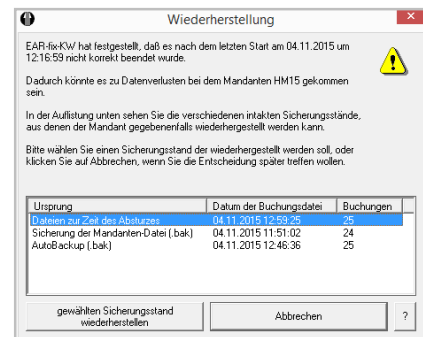 Wiederherstellung
EAR-fix-KW hat festgestellt, daß es nach dem letzten Start am 04.11.2015 um
12:16:59 nicht korrekt beendet wurde.
Dadurch könnte es zu Datenverlusten bei dem Mandanten HM15 gekommen
sein.
In der Auflistung unten sehen Sie die verschiedenen intakten Sicherungsstände,
aus denen der Mandant gegebenenfalls wiederhergestellt werden kann.
Bitte wählen Sie einen Sicherungsstand der wiederhergestellt werden soll, oder
klicken Sie auf Abbrechen, wenn Sie die Entscheidung später treffen wollen.
Ursprung Datum der Buchungsdatei Buchungen
Dateien zur Zeit des Absturzes 04.11.2015 12:59:25 25
Sicherung der Mandanten-Datei (.bak) 04.11.2015 11:51:02 24
AutoBackup (.bak) 04.11.2015 12:46:36 25
gewählten Sicherungsstand
wiederherstellen
Abbrechen
?